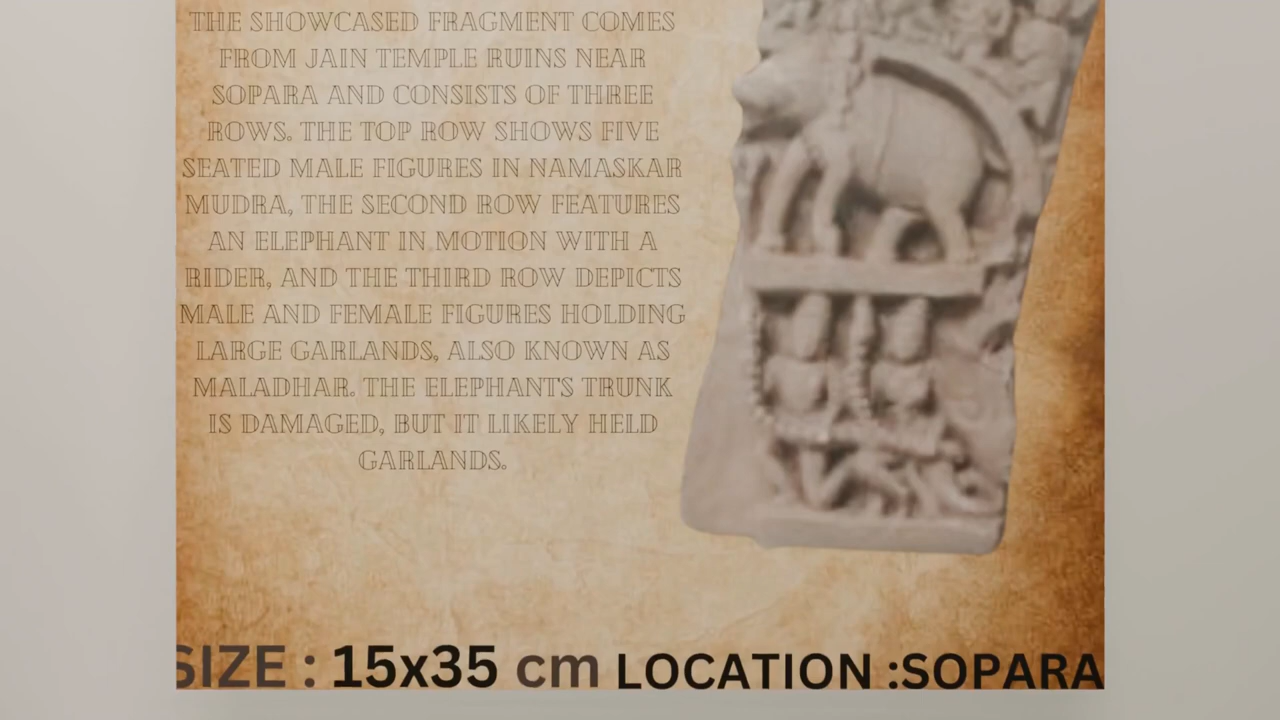 THE SHOWCASED FRAGMENT COMES
FROM JAIN TEMPLE RUINS NEAR
SOPARA AND CONSISTS OF THREE
ROWS. THE TOP ROW SHOWS FIVE
SEATED MALE FIGURES IN NAMASKAR
MUDRA, THE SECOND ROW FEATURES
AN ELEPHANT IN MOTION WITH A
RIDER, AND THE THIRD ROW DEPICTS
MALE AND FEMALE FIGURES HOLDING
LARGE GARLANDS, ALSO KNOWN AS
MALADHAR. THE ELEPHANT'S TRUNK
IS DAMAGED, BUT IT LIKELY HELD
GARLANDS.
SIZE : 15x35 cm LOCATION :SOPARA